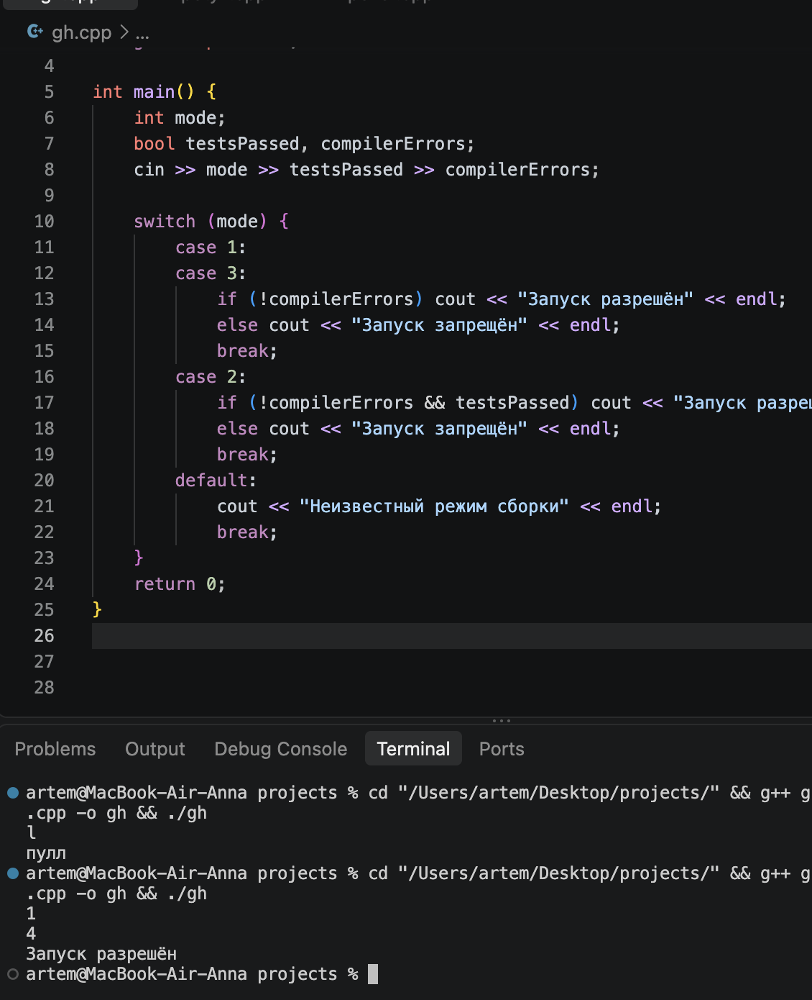 gh.cpp > ...
4
5 int main() {
6 int mode;
7 bool testsPassed, compilerErrors;
8 cin >> mode >> testsPassed >> compilerErrors;
9
10 switch (mode) {
11 case 1:
12 case 3:
13 if (!compilerErrors) cout << "Запуск разрешён" << endl;
14 else cout << "Запуск запрещён" << endl;
15 break;
16 case 2:
17 if (!compilerErrors && testsPassed) cout << "Запуск разреш
18 else cout << "Запуск запрещён" << endl;
19 break;
20 default:
21 cout << "Неизвестный режим сборки" << endl;
22 break;
23 }
24 return 0;
25 }
26
27
28
Problems Output Debug Console Terminal Ports
artem@MacBook-Air-Anna projects % cd "/Users/artem/Desktop/projects/" && g++ g
.cpp -o gh && ./gh
l
пулл
artem@MacBook-Air-Anna projects % cd "/Users/artem/Desktop/projects/" && g++ g
.cpp -o gh && ./gh
1
4
Запуск разрешён
artem@MacBook-Air-Anna projects %